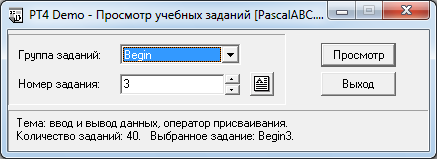 PT4 Demo - Просмотр учебных заданий [PascalABC....
Группа заданий: Begin Просмотр
Номер задания: 3 Выход
Тема: ввод и вывод данных, оператор присваивания.
Количество заданий: 40. Выбранное задание: Begin3.